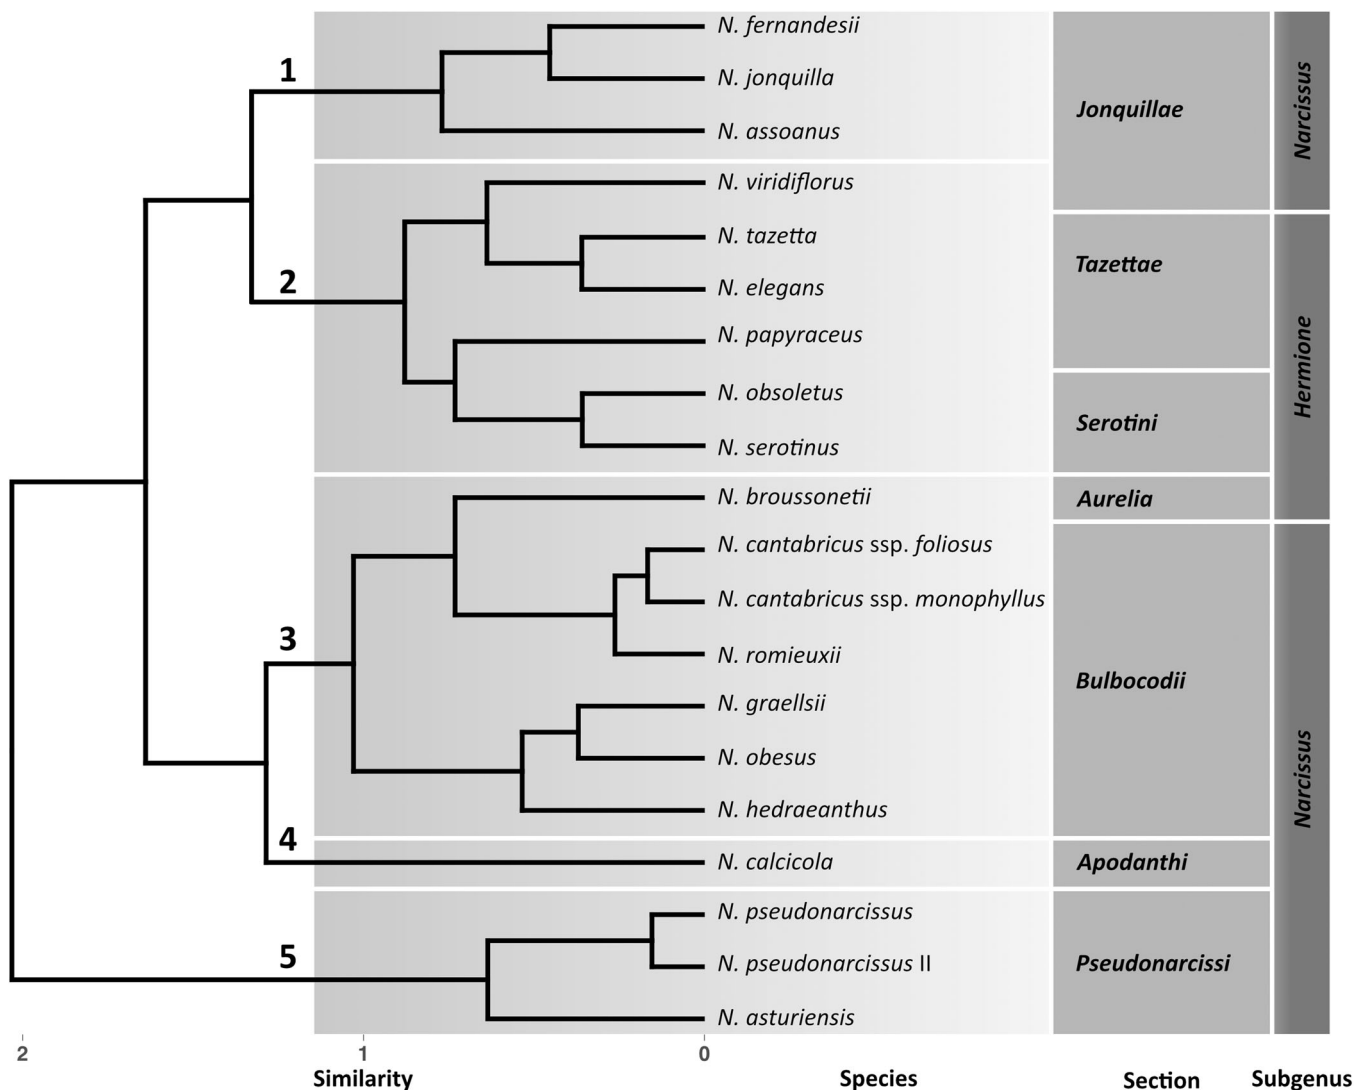 N. fernandesii
1
N. jonquilla
Jonquillae
Narcissus
N. assoanus
N. viridiflorus
N. tazetta
Tazettae
2
N. elegans
N. papyraceus
Hermione
N. obsoletus
Serotini
N. serotinus
N. broussonetii
Aurelia
N. cantabricus ssp. foliosus
N. cantabricus ssp. monophyllus
3
N. romieuxii
Bulbocodii
N. graellsii
N. obesus
Narcissus
N. hedraeanthus
4
N. calcicola
Apodanthi
N. pseudonarcissus
5
N. pseudonarcissus II
Pseudonarcissi
N. asturiensis
2 1 0
Similarity Species Section Subgenus